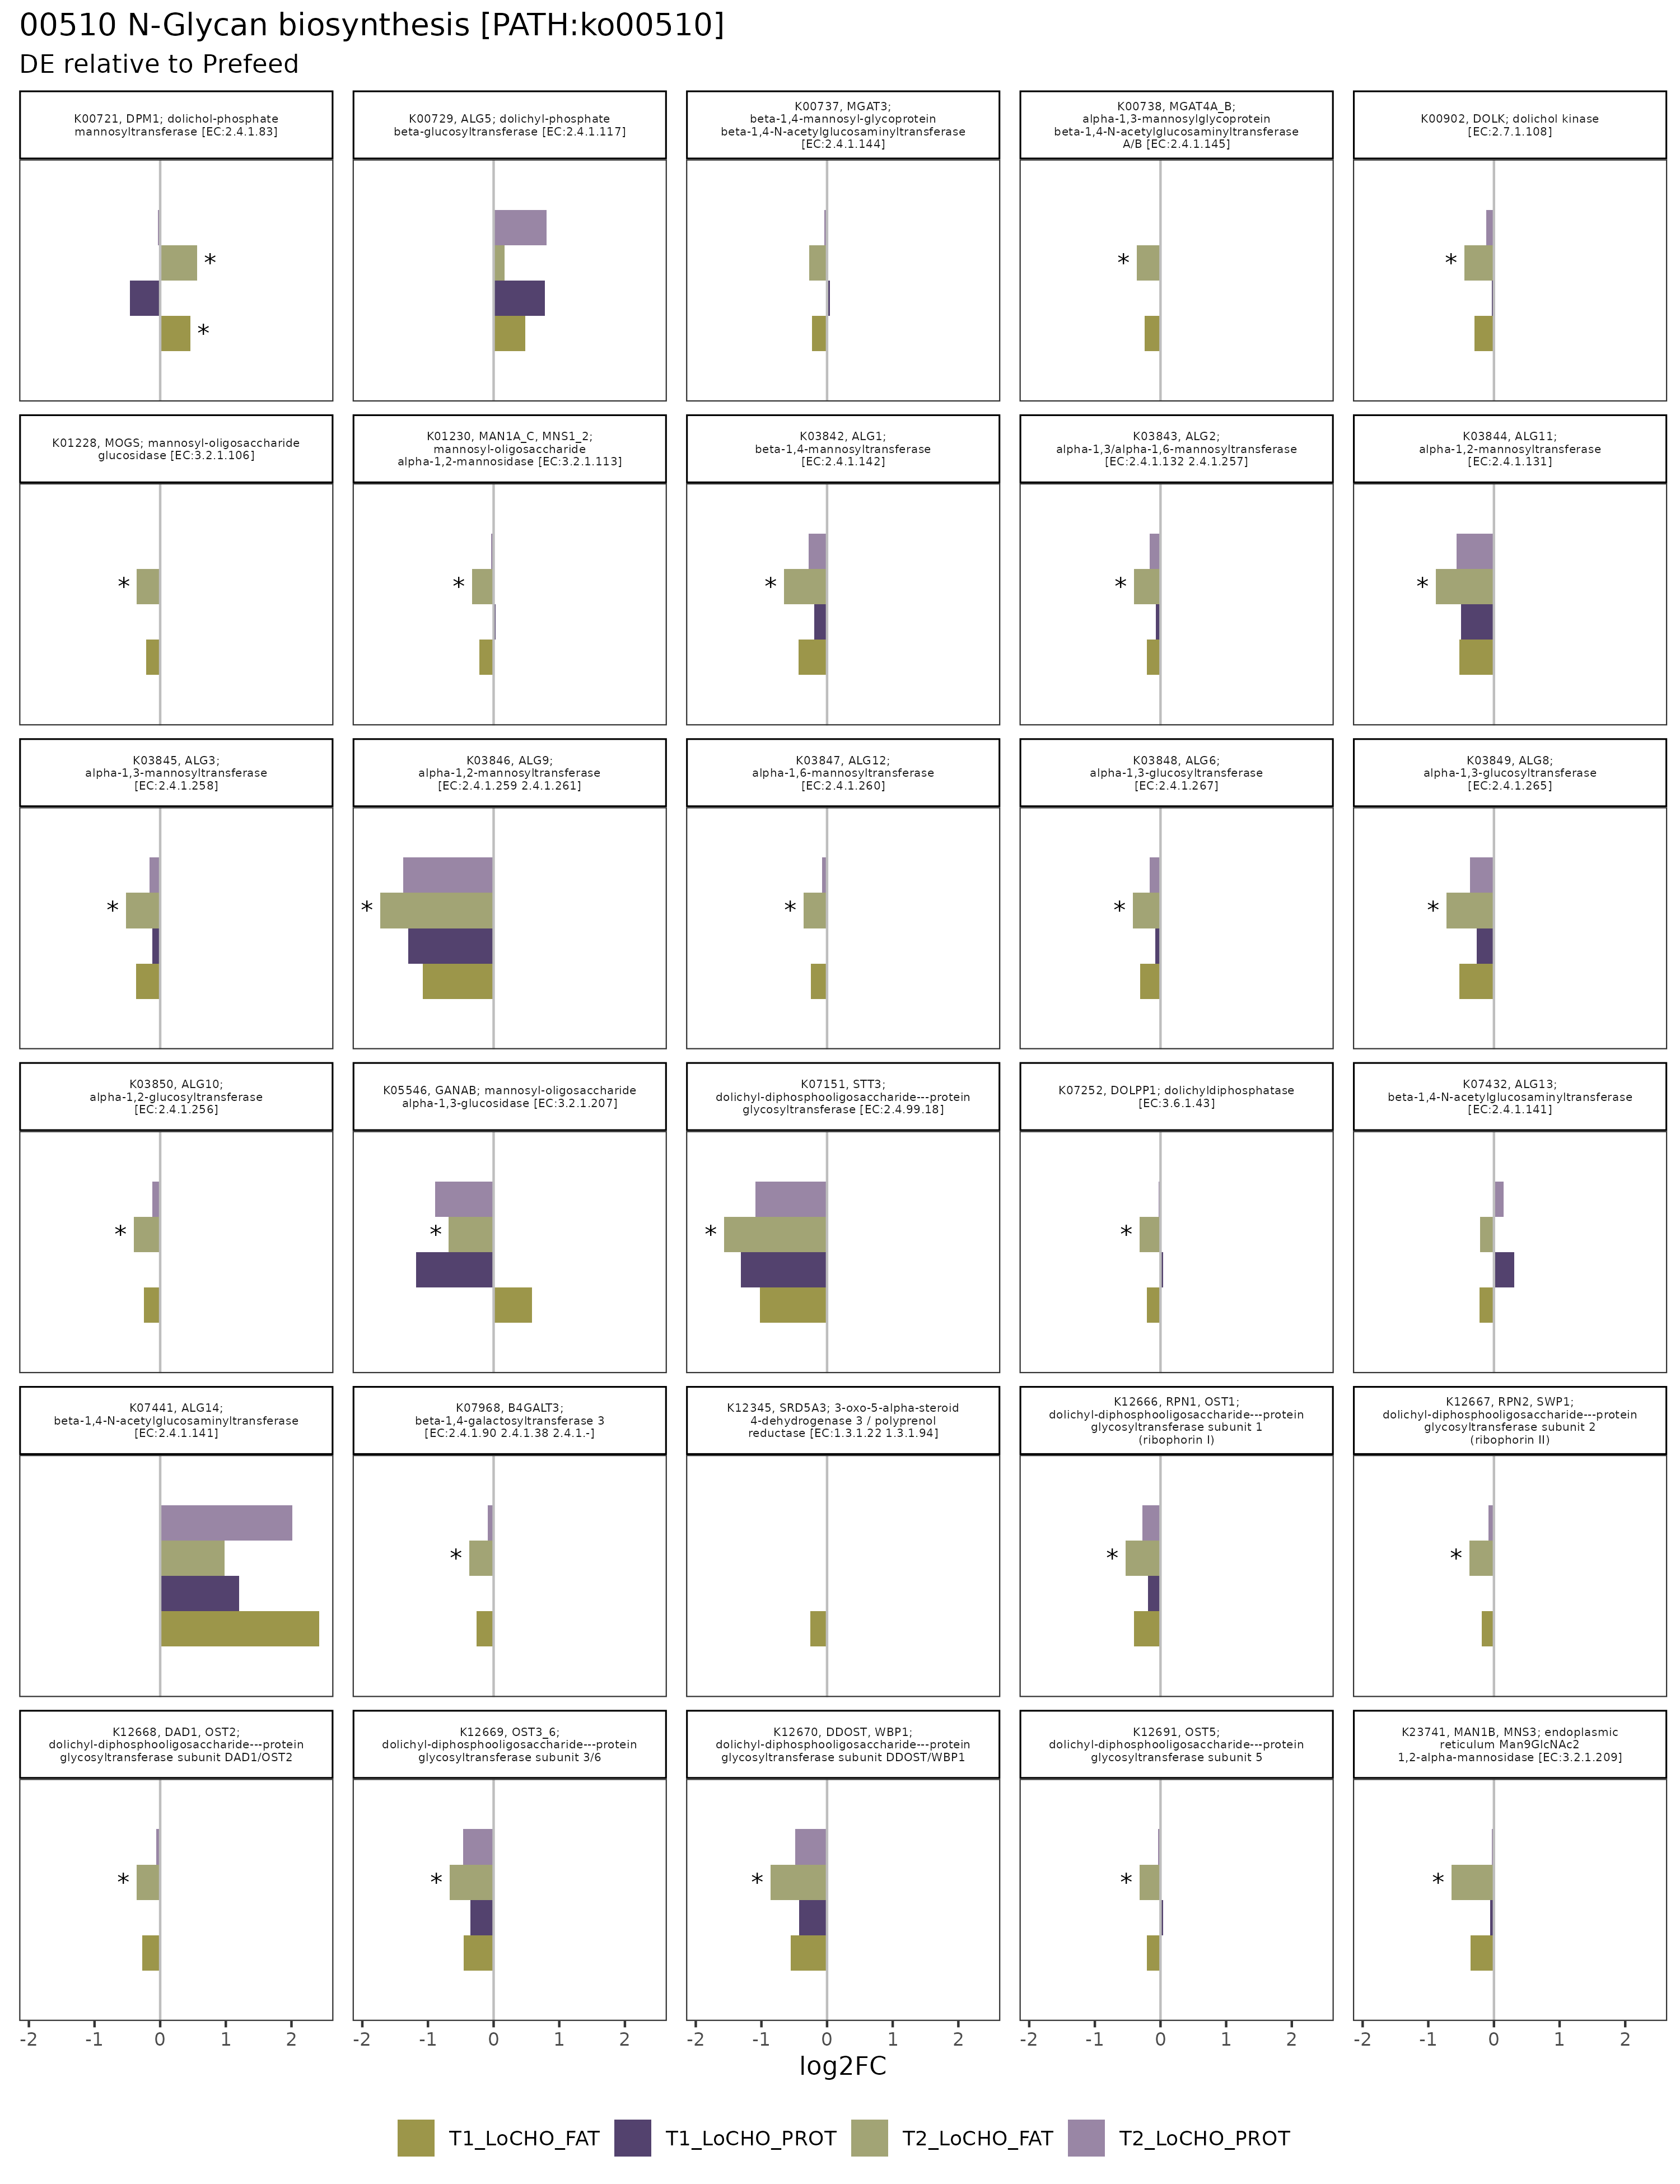 00510 N-Glycan biosynthesis [PATH:ko00510]
DE relative to Prefeed
K00721, DPM1; dolichol-phosphate
mannosyltransferase [EC:2.4.1.83]
K00729, ALG5; dolichyl-phosphate
beta-glucosyltransferase [EC:2.4.1.117]
K00737, MGAT3;
beta-1,4-mannosyl-glycoprotein
beta-1,4-N-acetylglucosaminyltransferase
[EC:2.4.1.144]
K00738, MGAT4A_B;
alpha-1,3-mannosylglycoprotein
beta-1,4-N-acetylglucosaminyltransferase
A/B [EC:2.4.1.145]
K00902, DOLK; dolichol kinase
[EC:2.7.1.108]
*
*
*
*
K01228, MOGS; mannosyl-oligosaccharide
glucosidase [EC:3.2.1.106]
K01230, MAN1A_C, MNS1_2;
mannosyl-oligosaccharide
alpha-1,2-mannosidase [EC:3.2.1.113]
K03842, ALG1;
beta-1,4-mannosyltransferase
[EC:2.4.1.142]
K03843, ALG2;
alpha-1,3/alpha-1,6-mannosyltransferase
[EC:2.4.1.132 2.4.1.257]
K03844, ALG11;
alpha-1,2-mannosyltransferase
[EC:2.4.1.131]
*
*
*
*
*
K03845, ALG3;
alpha-1,3-mannosyltransferase
[EC:2.4.1.258]
K03846, ALG9;
alpha-1,2-mannosyltransferase
[EC:2.4.1.259 2.4.1.261]
K03847, ALG12;
alpha-1,6-mannosyltransferase
[EC:2.4.1.260]
K03848, ALG6;
alpha-1,3-glucosyltransferase
[EC:2.4.1.267]
K03849, ALG8;
alpha-1,3-glucosyltransferase
[EC:2.4.1.265]
*
*
*
*
*
K03850, ALG10;
alpha-1,2-glucosyltransferase
[EC:2.4.1.256]
K05546, GANAB; mannosyl-oligosaccharide
alpha-1,3-glucosidase [EC:3.2.1.207]
K07151, STT3;
dolichyl-diphosphooligosaccharide---protein
glycosyltransferase [EC:2.4.99.18]
K07252, DOLPP1; dolichyldiphosphatase
[EC:3.6.1.43]
K07432, ALG13;
beta-1,4-N-acetylglucosaminyltransferase
[EC:2.4.1.141]
*
*
*
*
K07441, ALG14;
beta-1,4-N-acetylglucosaminyltransferase
[EC:2.4.1.141]
K07968, B4GALT3;
beta-1,4-galactosyltransferase 3
[EC:2.4.1.90 2.4.1.38 2.4.1.-]
K12345, SRD5A3; 3-oxo-5-alpha-steroid
4-dehydrogenase 3 / polyprenol
reductase [EC:1.3.1.22 1.3.1.94]
K12666, RPN1, OST1;
dolichyl-diphosphooligosaccharide---protein
glycosyltransferase subunit 1
(ribophorin I)
K12667, RPN2, SWP1;
dolichyl-diphosphooligosaccharide---protein
glycosyltransferase subunit 2
(ribophorin II)
*
*
*
K12668, DAD1, OST2;
dolichyl-diphosphooligosaccharide---protein
glycosyltransferase subunit DAD1/OST2
K12669, OST3_6;
dolichyl-diphosphooligosaccharide---protein
glycosyltransferase subunit 3/6
K12670, DDOST, WBP1;
dolichyl-diphosphooligosaccharide---protein
glycosyltransferase subunit DDOST/WBP1
K12691, OST5;
dolichyl-diphosphooligosaccharide---protein
glycosyltransferase subunit 5
K23741, MAN1B, MNS3; endoplasmic
reticulum Man9GlcNAc2
1,2-alpha-mannosidase [EC:3.2.1.209]
*
*
*
*
*
-2 -1 0 1 2
-2 -1 0 1 2
-2 -1 0 1 2
-2 -1 0 1 2
-2 -1 0 1 2
log2FC
T1_LoCHO_FAT
T1_LoCHO_PROT
T2_LoCHO_FAT
T2_LoCHO_PROT